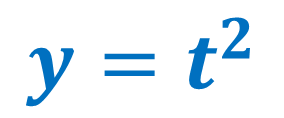 y = t²